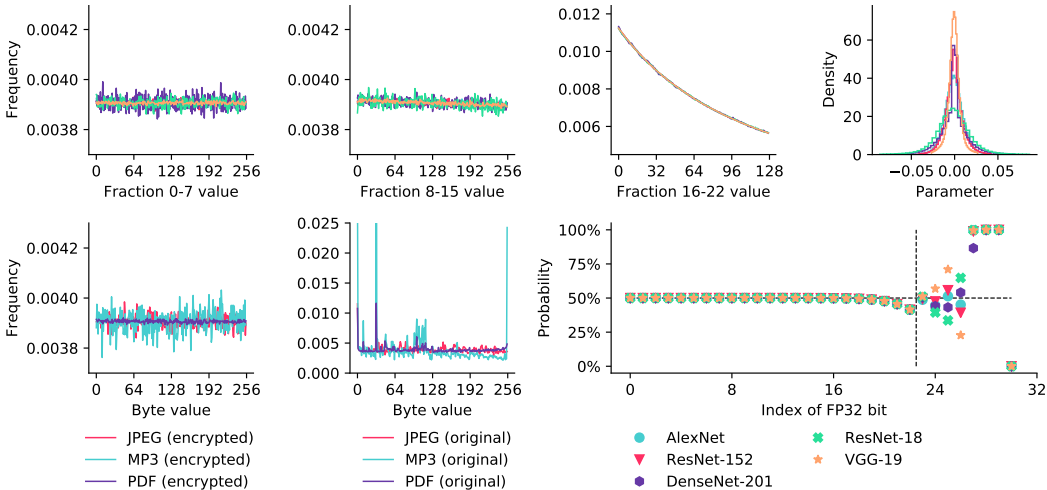 0.0042
0.0040
0.0038
Frequency
0 64 128 192 256
Fraction 0-7 value
0.0042
0.0040
0.0038
0 64 128 192 256
Fraction 8-15 value
0.012
0.010
0.008
0.006
0 32 64 96 128
Fraction 16-22 value
60
40
20
0
Density
−0.05 0.00 0.05
Parameter
0.0042
0.0040
0.0038
Frequency
0 64 128 192 256
Byte value
JPEG (encrypted)
MP3 (encrypted)
PDF (encrypted)
0.025
0.020
0.015
0.010
0.005
0.000
0 64 128 192 256
Byte value
JPEG (original)
MP3 (original)
PDF (original)
100%
75%
50%
25%
0%
Probability
0 8 16 24 32
Index of FP32 bit
AlexNet
ResNet-152
DenseNet-201
ResNet-18
VGG-19